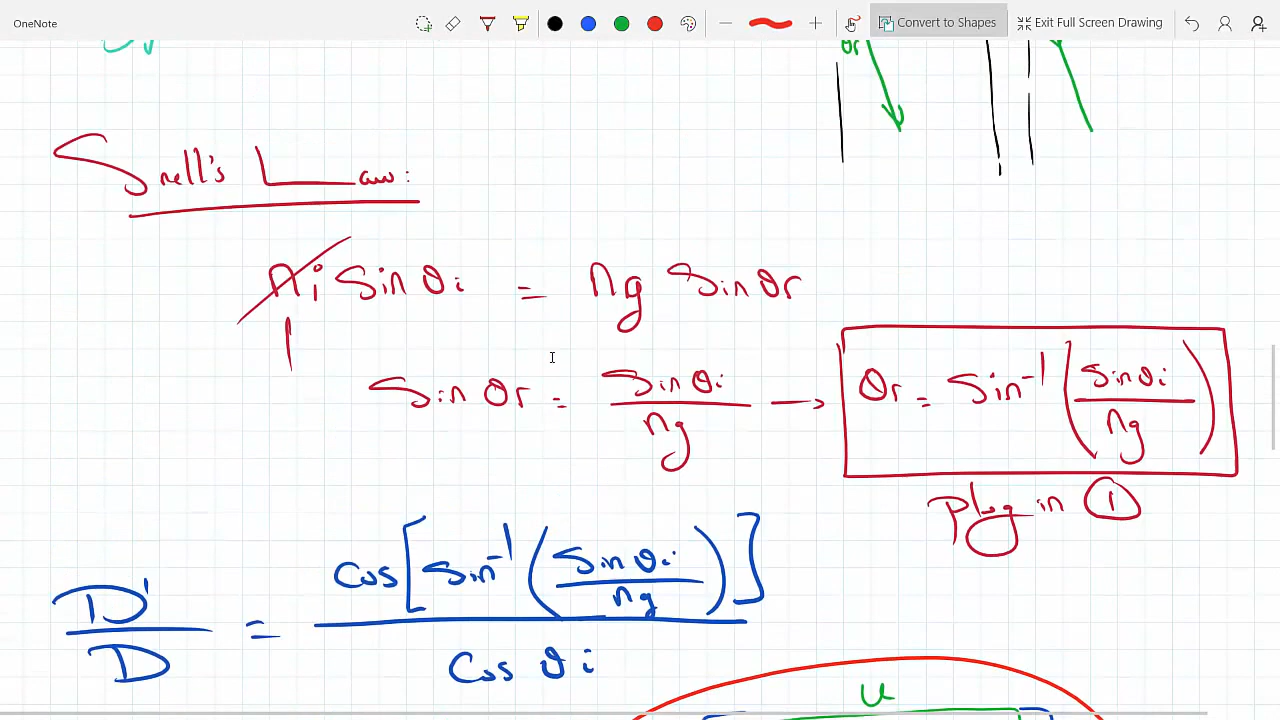 OneNote
Convert to Shapes
Exit Full Screen Drawing
θr
Snell's Law:
ni sin θi = ng sin θr
1
sin θr = sin θi / ng → θr = sin⁻¹ (sin θi / ng)
plug in ①
D'/D = cos[sin⁻¹ (sin θi / ng)] / cos θi
u